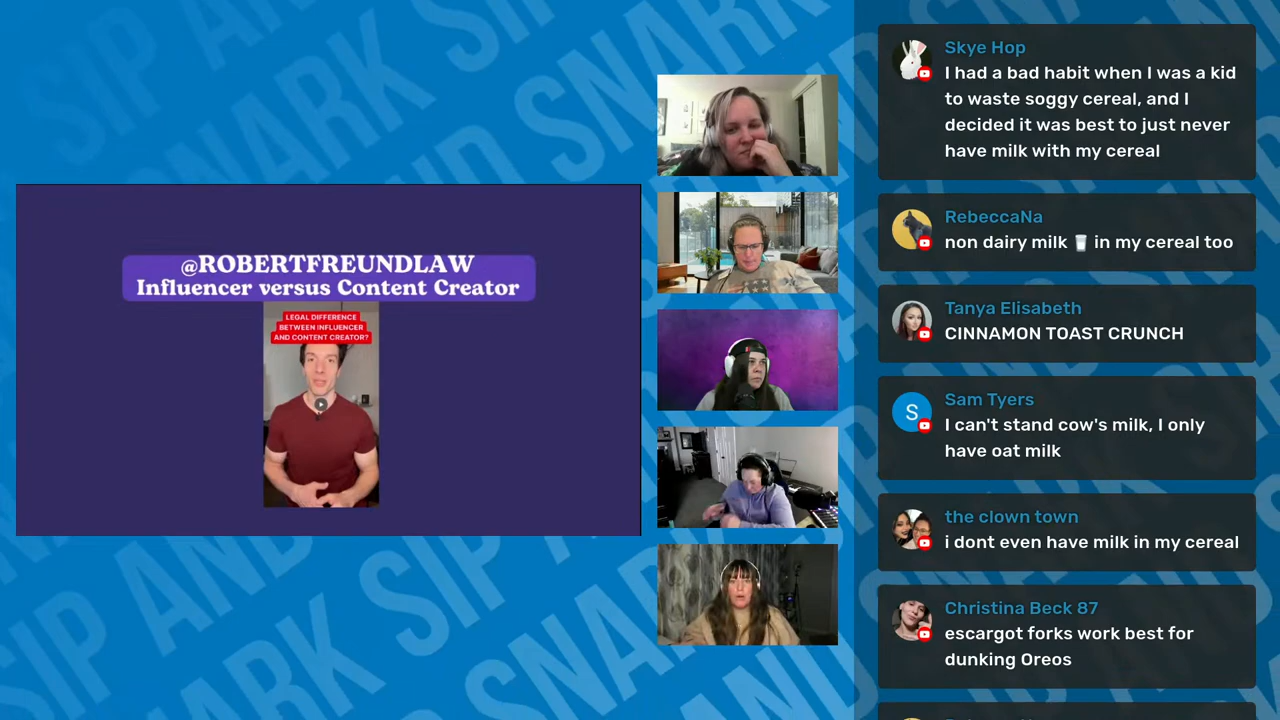 SIP AND SNARK
@ROBERTFREUNDLAW
Influencer versus Content Creator
LEGAL DIFFERENCE
BETWEEN INFLUENCER
AND CONTENT CREATOR?
Skye Hop
I had a bad habit when I was a kid
to waste soggy cereal, and I
decided it was best to just never
have milk with my cereal
RebeccaNa
non dairy milk 🥛 in my cereal too
Tanya Elisabeth
CINNAMON TOAST CRUNCH
S
Sam Tyers
I can't stand cow's milk, I only
have oat milk
the clown town
i dont even have milk in my cereal
Christina Beck 87
escargot forks work best for
dunking Oreos